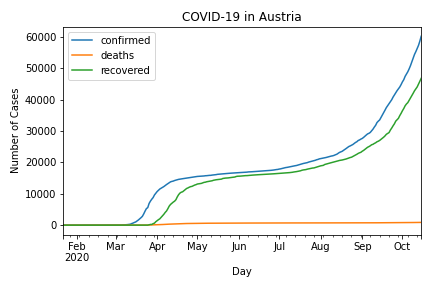 COVID-19 in Austria
confirmed
deaths
recovered
60000
50000
40000
30000
20000
10000
0
Number of Cases
Feb Mar Apr May Jun Jul Aug Sep Oct
2020
Day